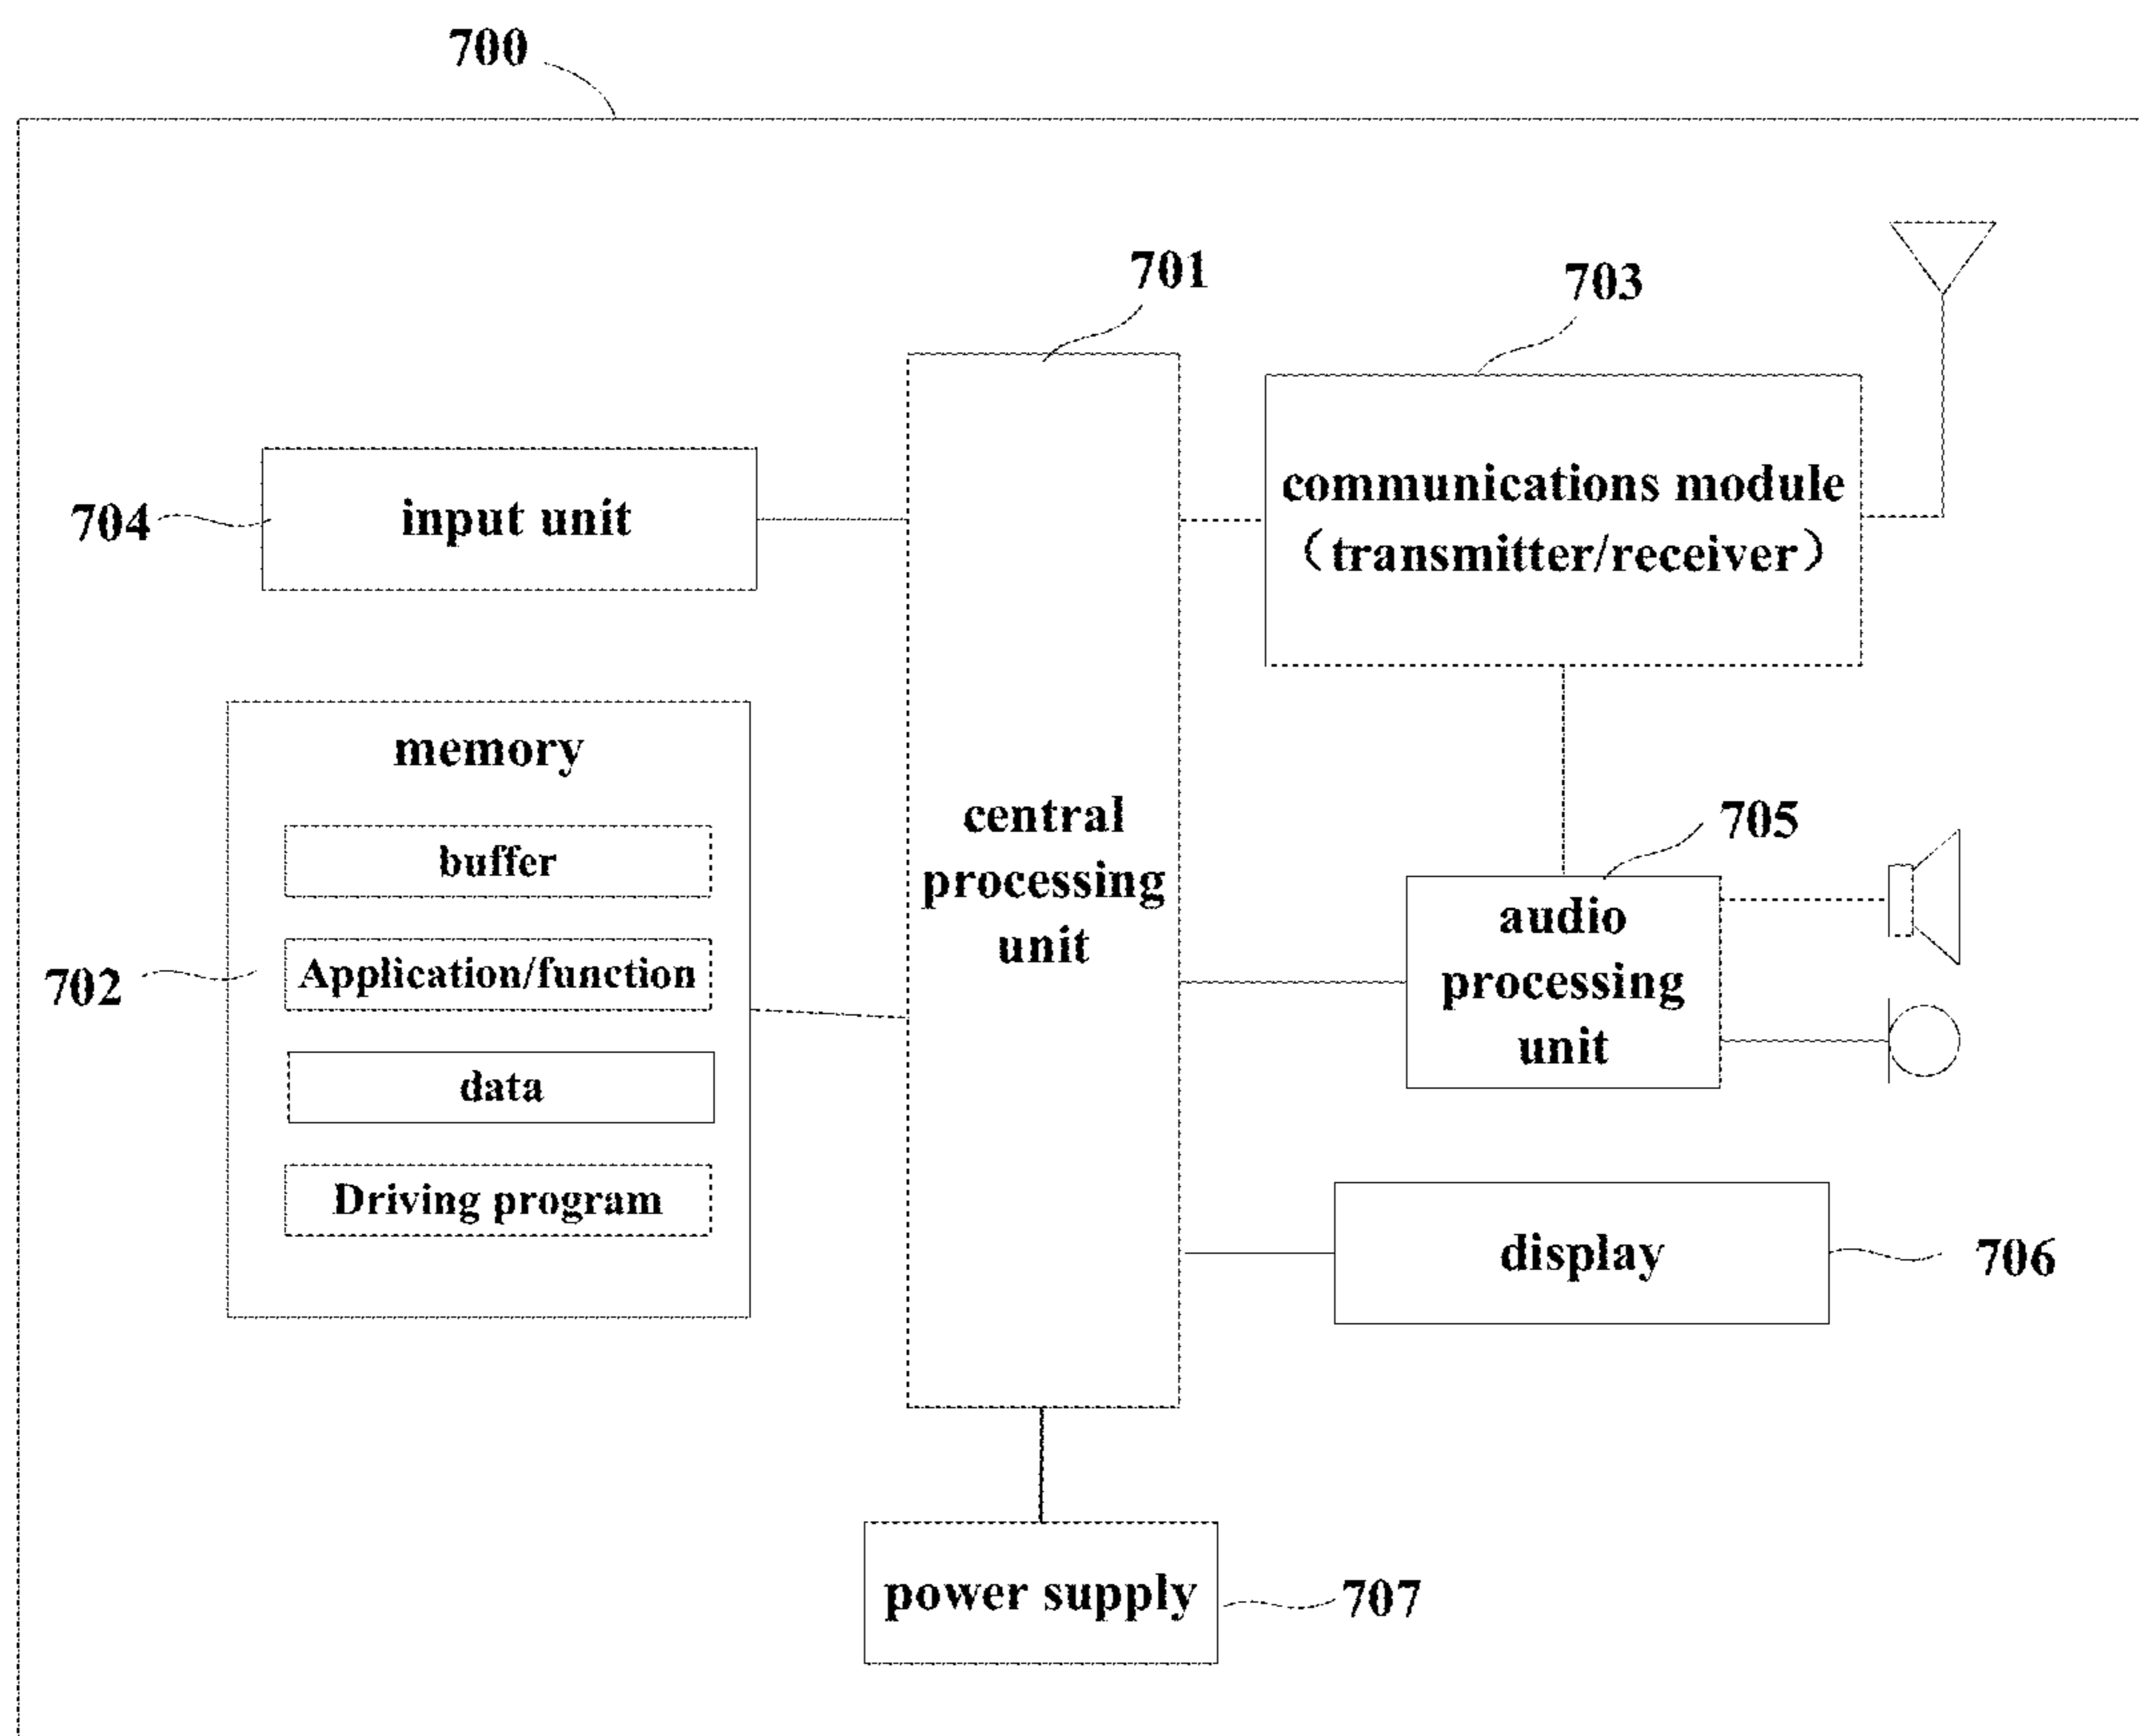 700
701
703
704
input unit
communications module
（transmitter/receiver）
memory
buffer
702
Application/function
data
Driving program
central
processing
unit
705
audio
processing
unit
display
706
power supply
707